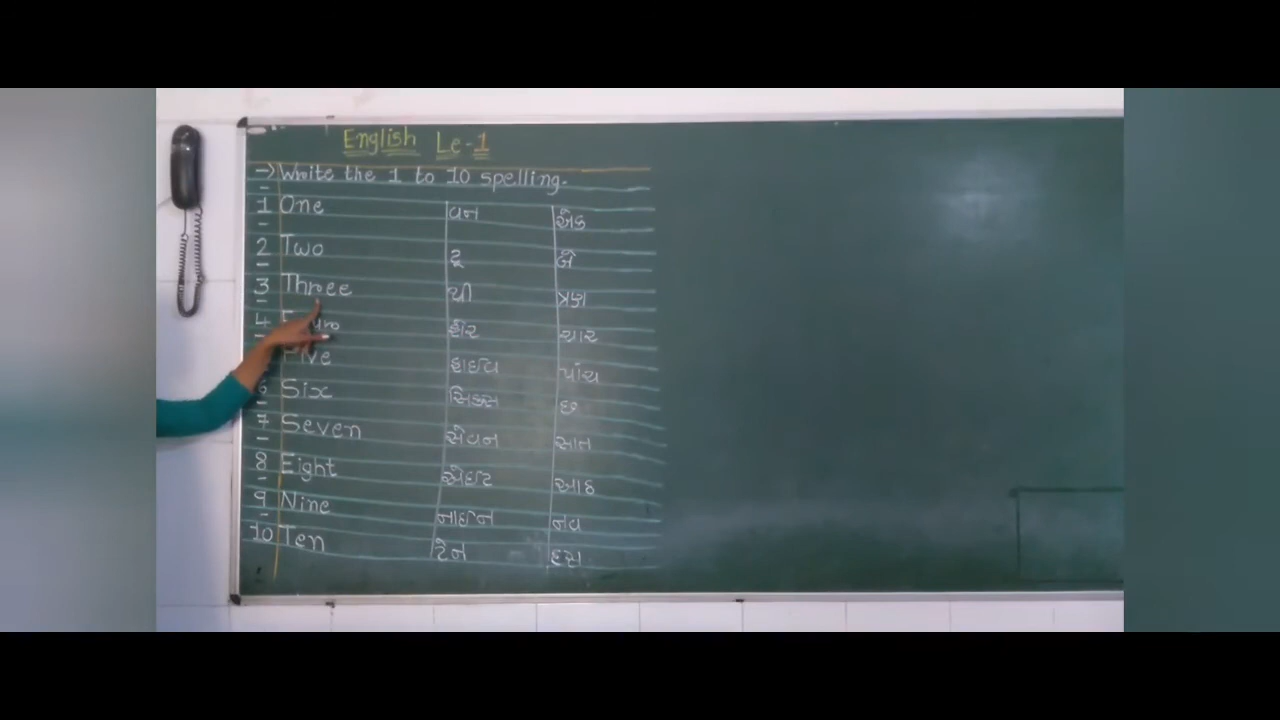 English Le-1
→ Write the 1 to 10 spelling.
1 One વન એક
2 Two ટૂ બે
3 Three થ્રી ત્રણ
4 ફોર ચાર
Five ફાઈવ પાંચ
6 Six સિક્સ છ
7 Seven સેવન સાત
8 Eight એઈટ આઠ
9 Nine નાઈન નવ
10 Ten ટેન દસ